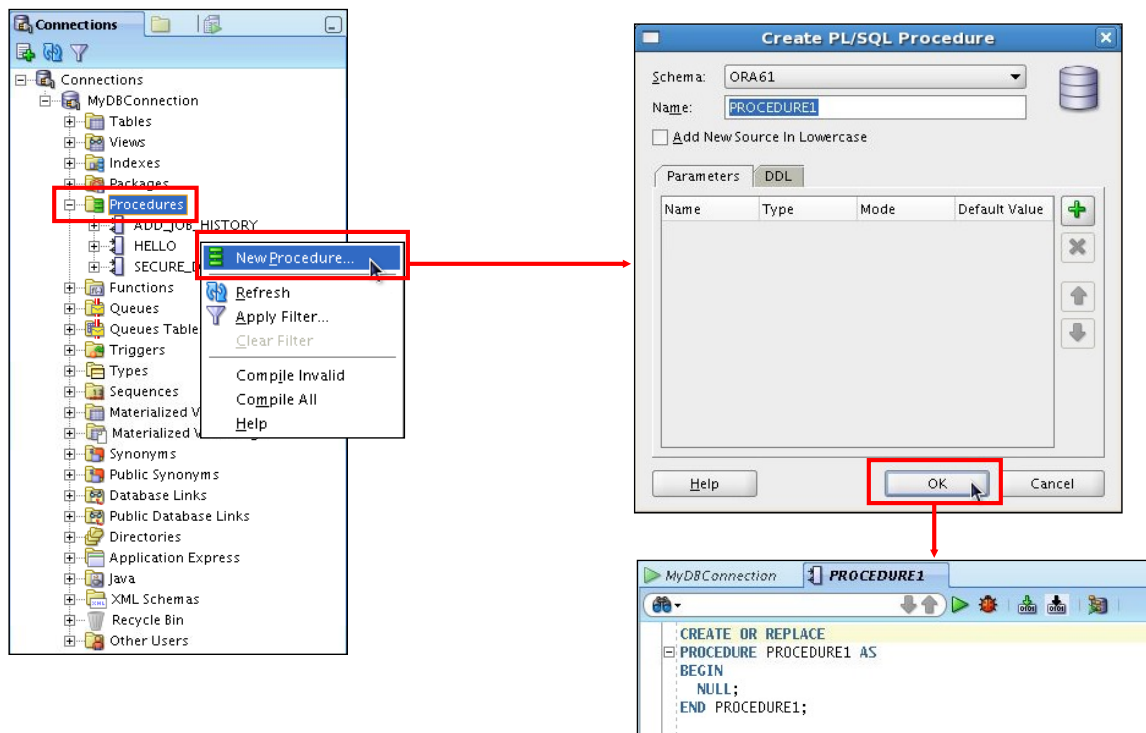 Connections
Connections
MyDBConnection
Tables
Views
Indexes
Packages
Procedures
ADD_JOB_HISTORY
HELLO
SECURE_D
Functions
Queues
Queues Table
Triggers
Types
Sequences
Materialized V
Materialized V
Synonyms
Public Synonyms
Database Links
Public Database Links
Directories
Application Express
Java
XML Schemas
Recycle Bin
Other Users
New Procedure...
Refresh
Apply Filter...
Clear Filter
Compile Invalid
Compile All
Help
Create PL/SQL Procedure
Schema: ORA61
Name: PROCEDURE1
Add New Source In Lowercase
Parameters DDL
Name Type Mode Default Value
Help OK Cancel
MyDBConnection PROCEDURE1
CREATE OR REPLACE
PROCEDURE PROCEDURE1 AS
BEGIN
NULL;
END PROCEDURE1;